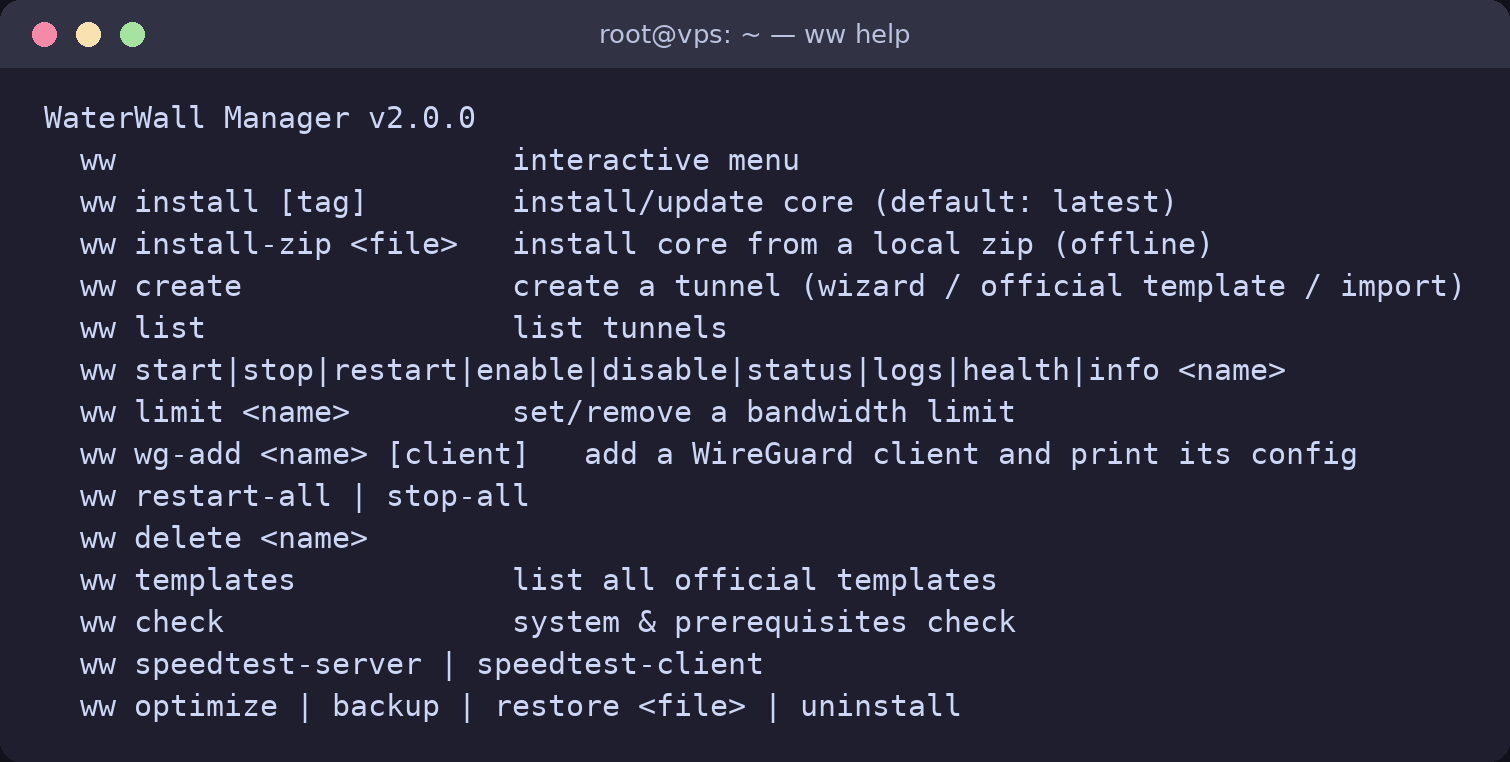 root@vps: ~ — ww help
WaterWall Manager v2.0.0
  ww                      interactive menu
  ww install [tag]        install/update core (default: latest)
  ww install-zip <file>   install core from a local zip (offline)
  ww create               create a tunnel (wizard / official template / import)
  ww list                 list tunnels
  ww start|stop|restart|enable|disable|status|logs|health|info <name>
  ww limit <name>         set/remove a bandwidth limit
  ww wg-add <name> [client]   add a WireGuard client and print its config
  ww restart-all | stop-all
  ww delete <name>
  ww templates            list all official templates
  ww check                system & prerequisites check
  ww speedtest-server | speedtest-client
  ww optimize | backup | restore <file> | uninstall